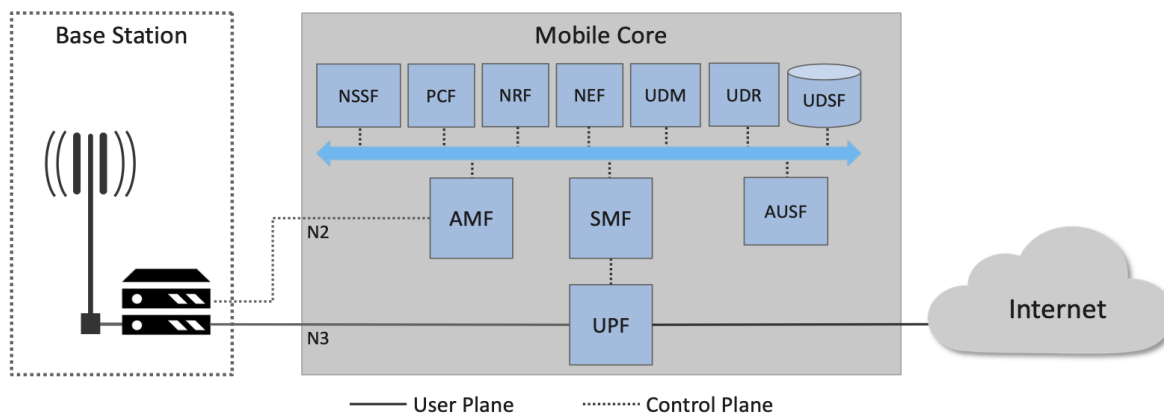 Base Station
Mobile Core
NSSF
PCF
NRF
NEF
UDM
UDR
UDSF
AMF
SMF
AUSF
N2
UPF
N3
Internet
User Plane
Control Plane